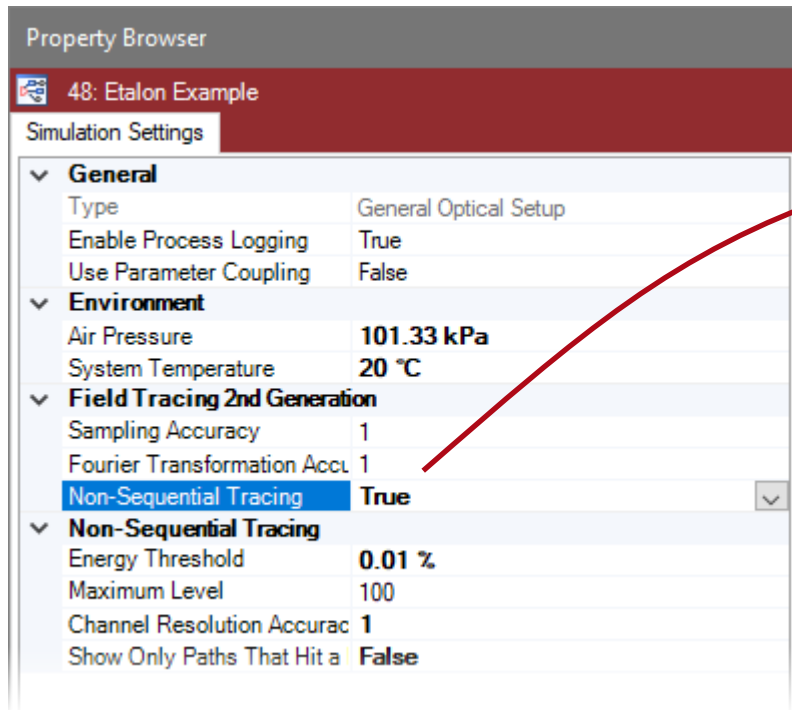 Property Browser
48: Etalon Example
Simulation Settings
General
Type General Optical Setup
Enable Process Logging True
Use Parameter Coupling False
Environment
Air Pressure 101.33 kPa
System Temperature 20 °C
Field Tracing 2nd Generation
Sampling Accuracy 1
Fourier Transformation Accu 1
Non-Sequential Tracing True
Non-Sequential Tracing
Energy Threshold 0.01 %
Maximum Level 100
Channel Resolution Accurac 1
Show Only Paths That Hit a False